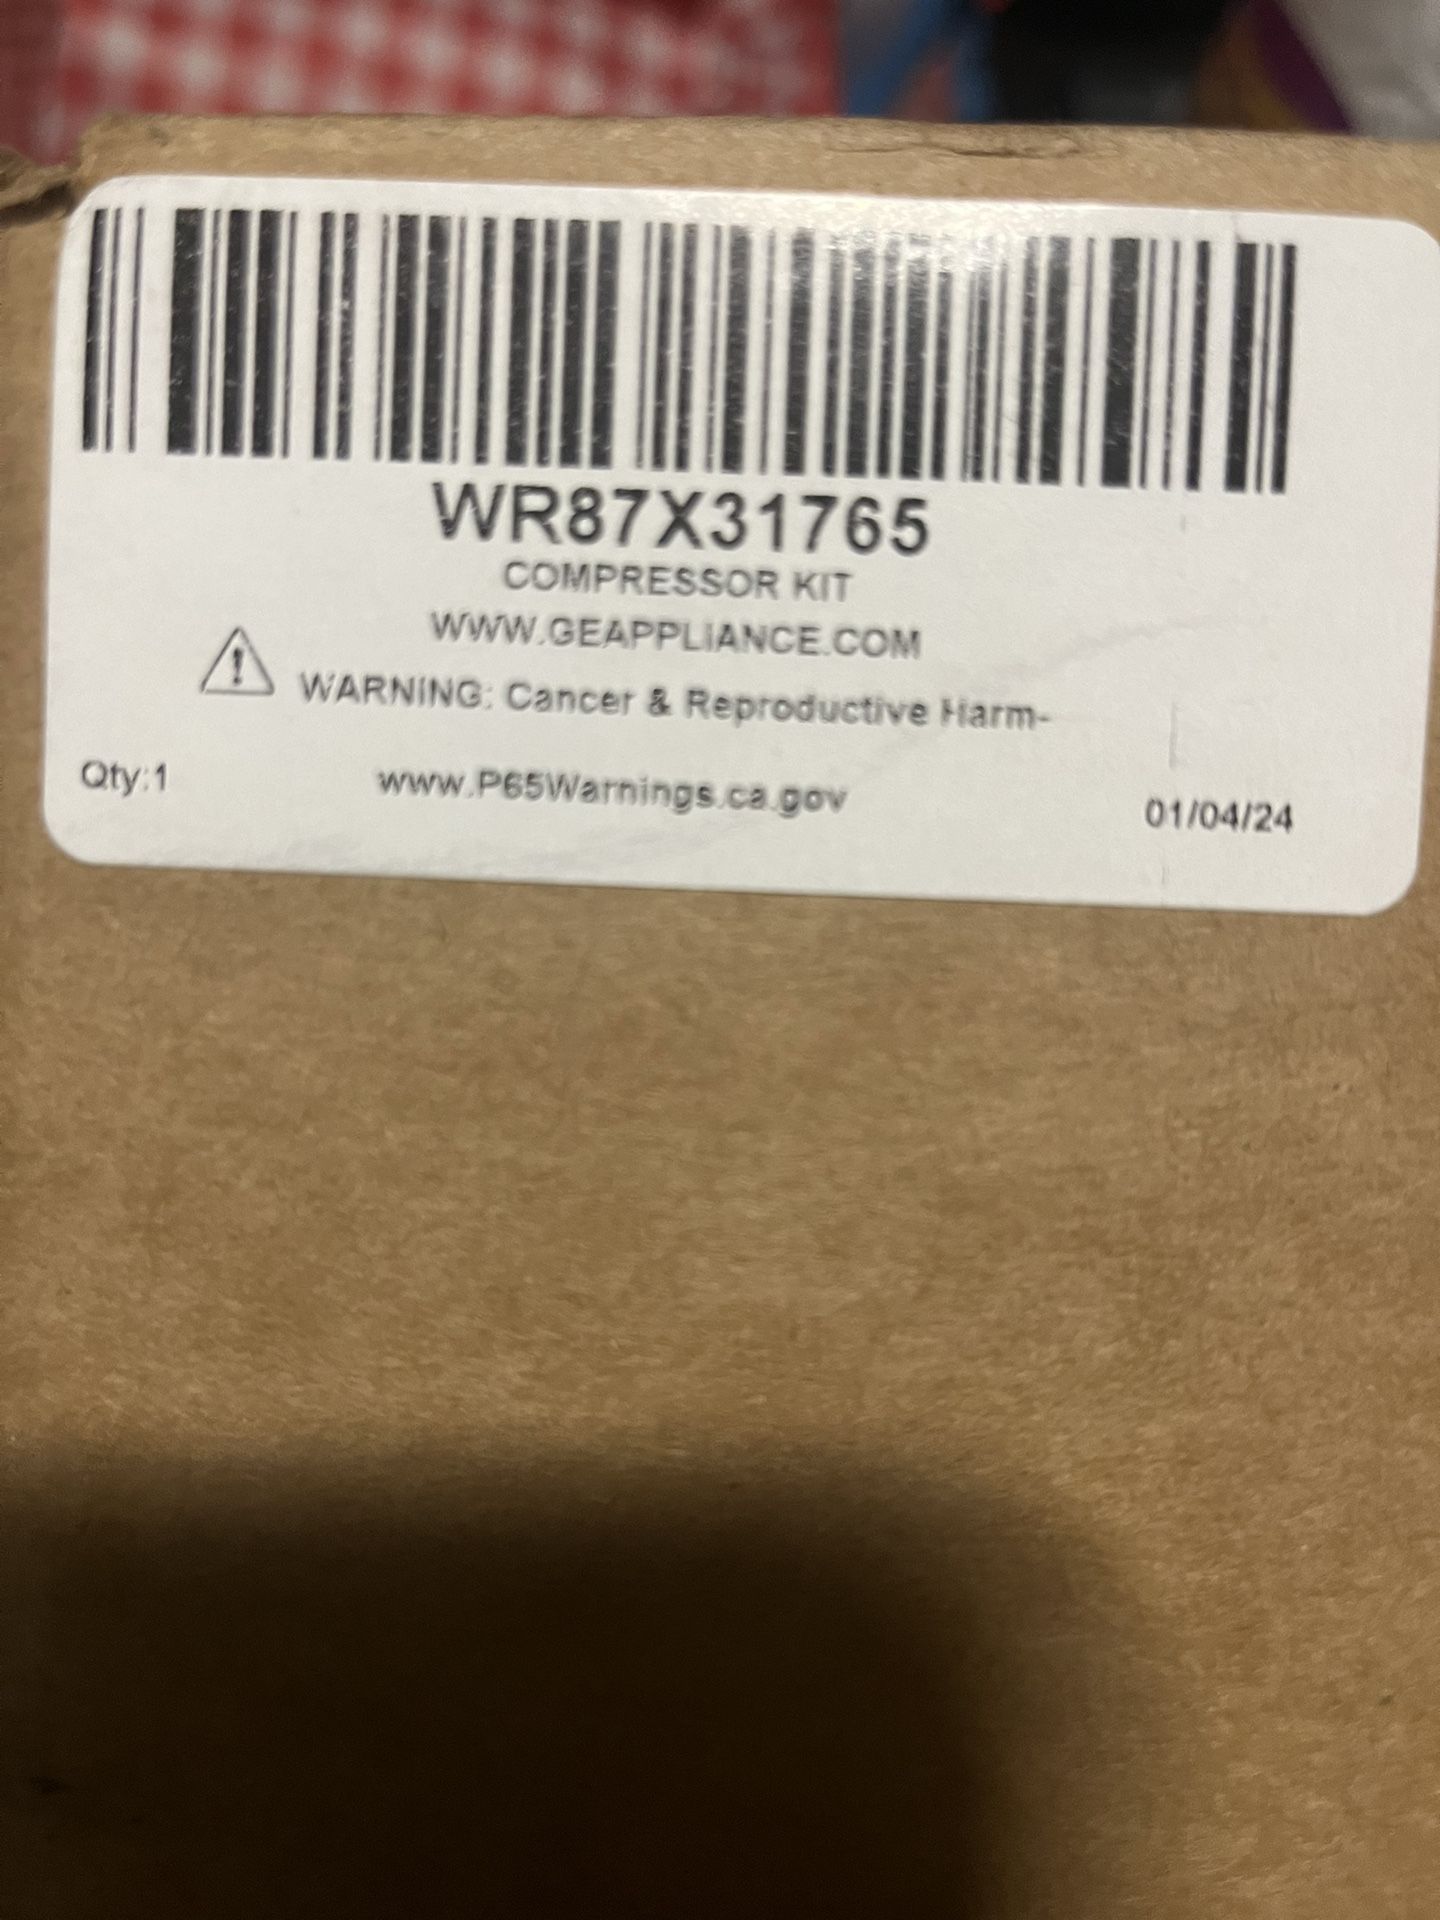 WR87X31765
COMPRESSOR KIT
WWW.GEAPPLIANCE.COM
WARNING: Cancer & Reproductive Harm-
www.P65Warnings.ca.gov
Qty:1
01/04/24